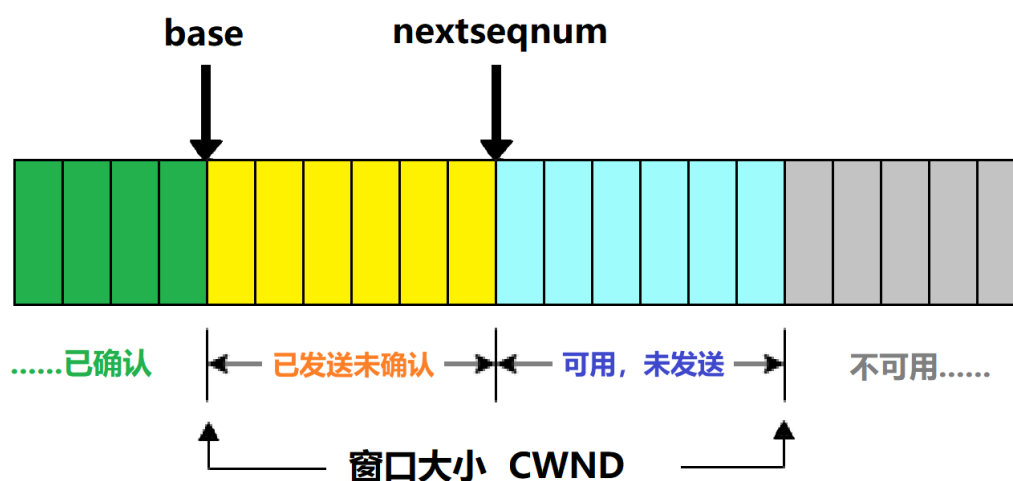 base
nextseqnum
......已确认
已发送未确认
可用，未发送
不可用......
窗口大小 CWND